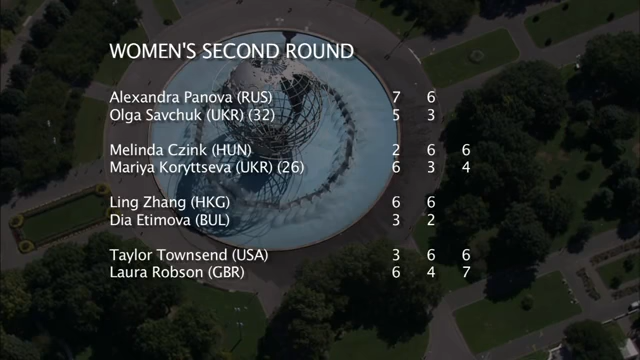 WOMEN'S SECOND ROUND
Alexandra Panova (RUS) 7 6
Olga Savchuk (UKR) (32) 5 3
Melinda Czink (HUN) 2 6 6
Mariya Koryttseva (UKR) (26) 6 3 4
Ling Zhang (HKG) 6 6
Dia Etimova (BUL) 3 2
Taylor Townsend (USA) 3 6 6
Laura Robson (GBR) 6 4 7